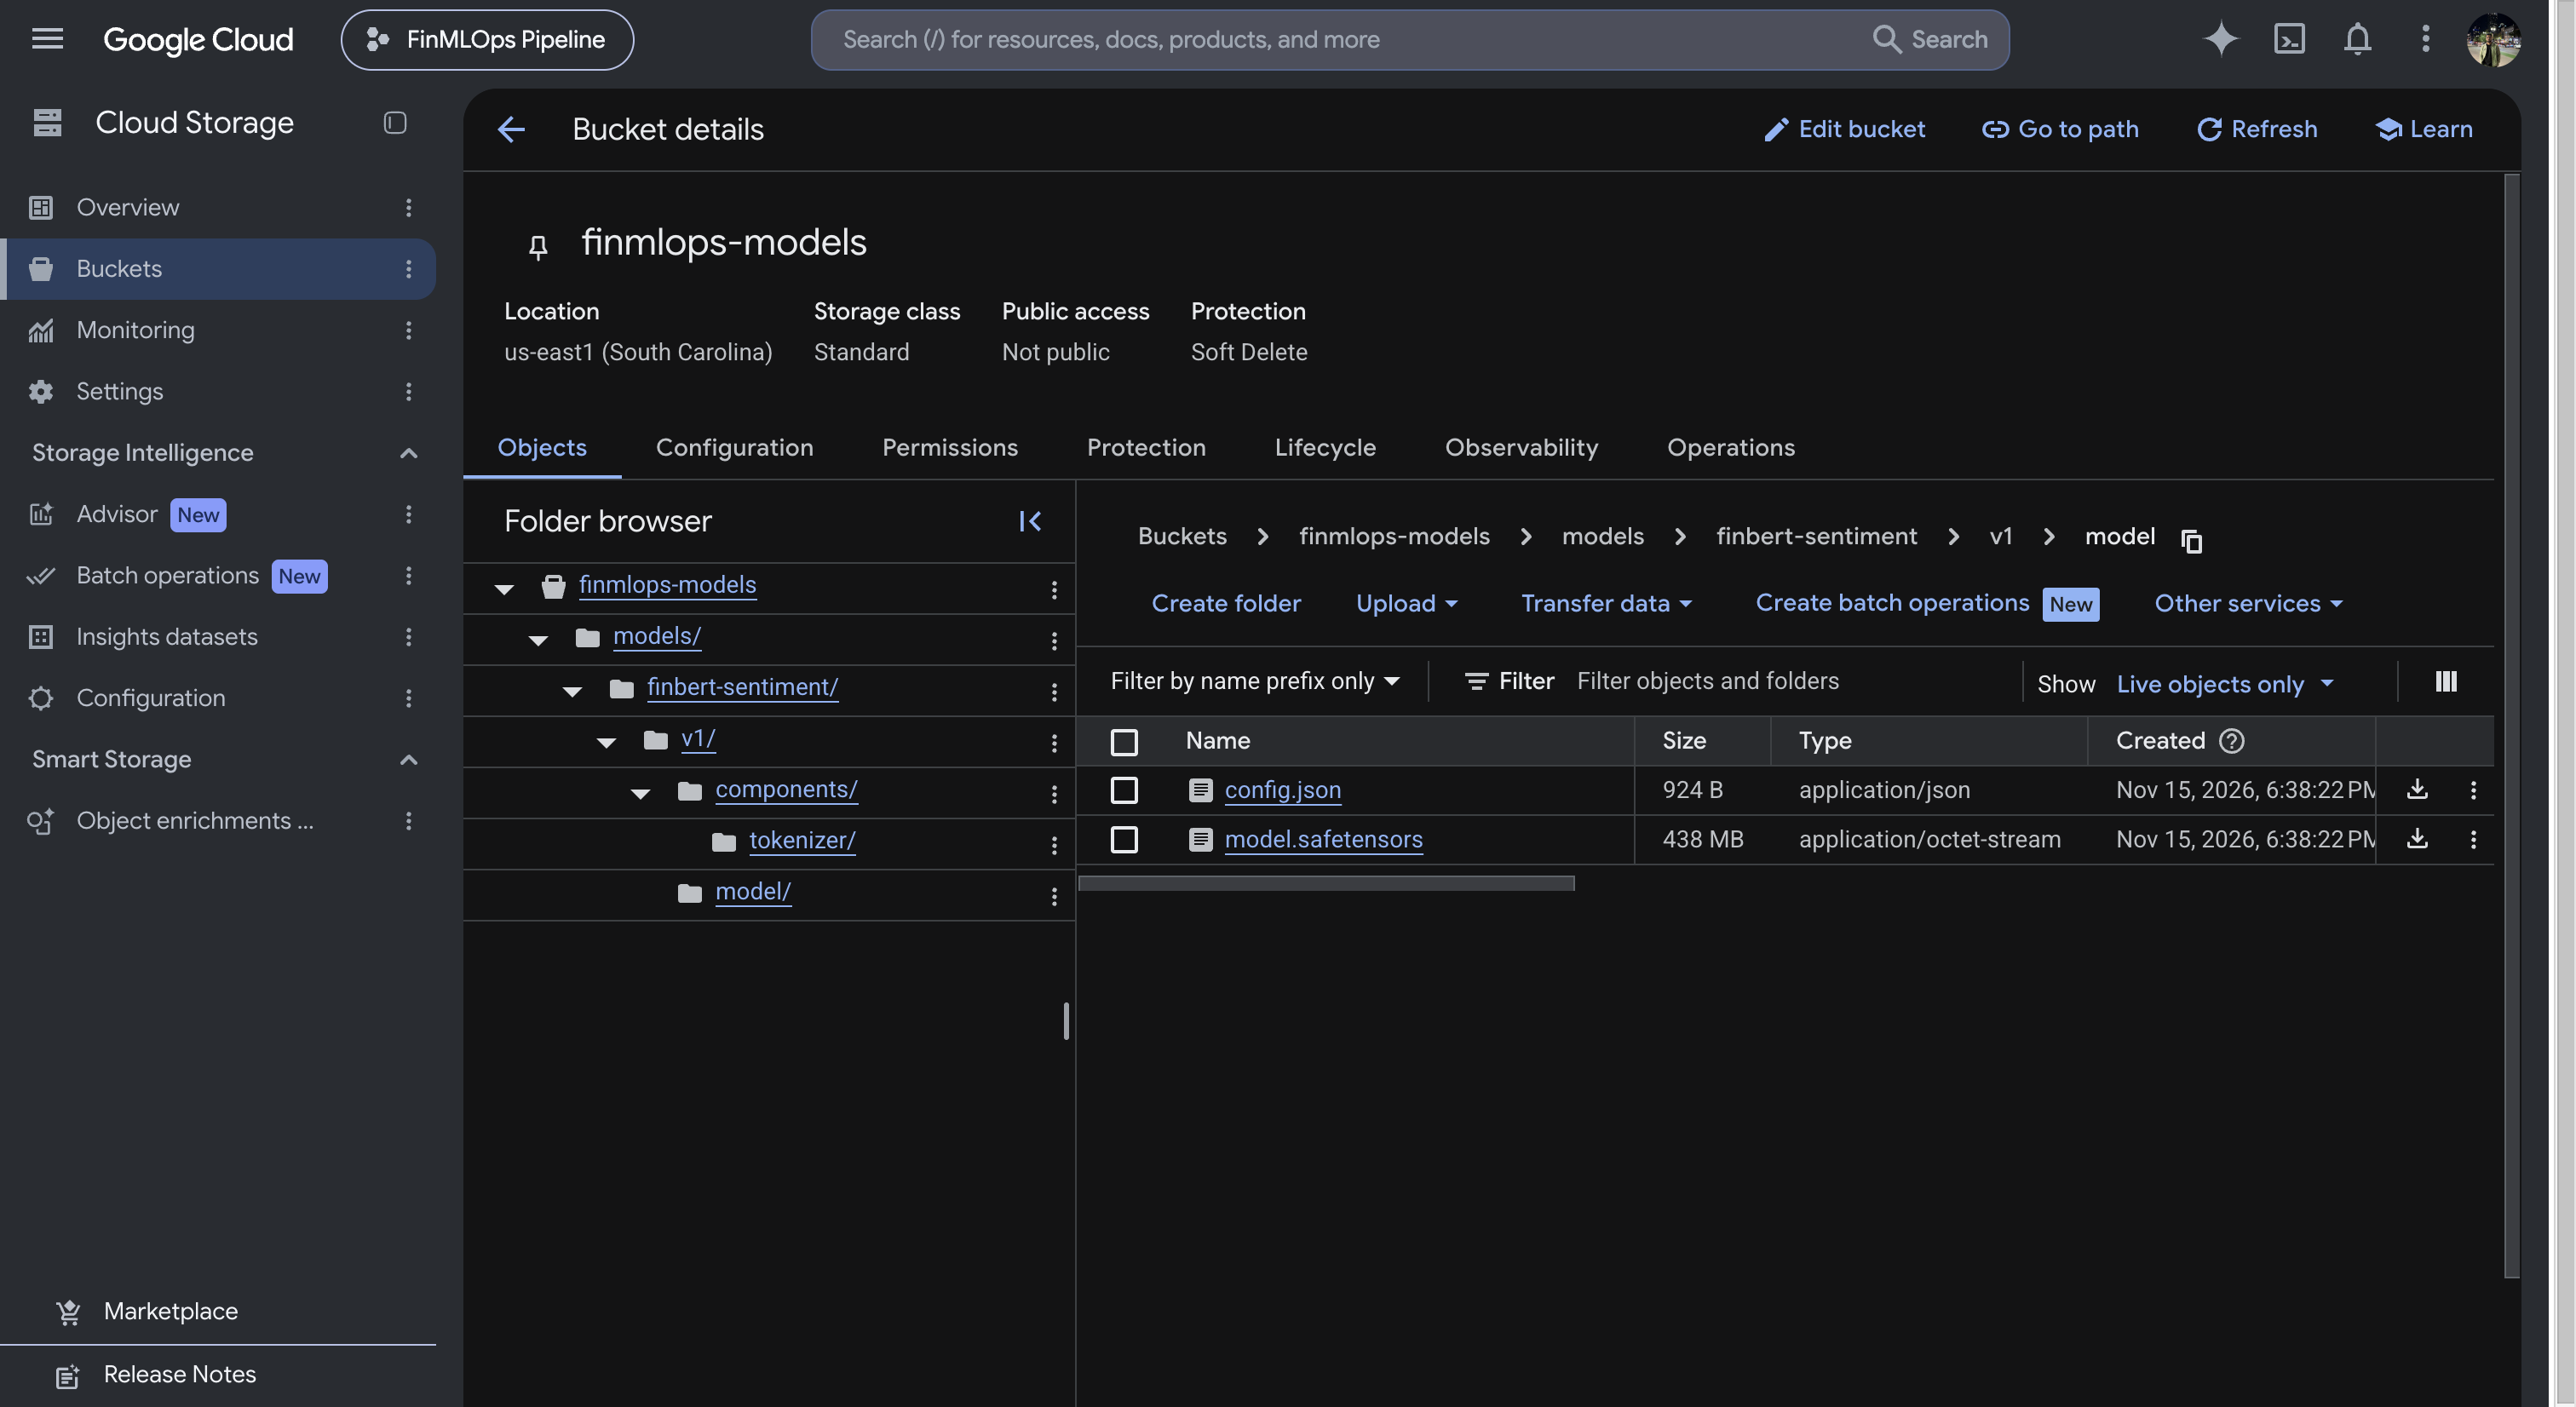 Google Cloud
FinMLOps Pipeline
Search (/) for resources, docs, products, and more
Search
Cloud Storage
Overview
Buckets
Monitoring
Settings
Storage Intelligence
Advisor New
Batch operations New
Insights datasets
Configuration
Smart Storage
Object enrichments ...
Marketplace
Release Notes
Bucket details
Edit bucket
Go to path
Refresh
Learn
finmlops-models
Location Storage class Public access Protection
us-east1 (South Carolina) Standard Not public Soft Delete
Objects Configuration Permissions Protection Lifecycle Observability Operations
Folder browser
finmlops-models
models/
finbert-sentiment/
v1/
components/
tokenizer/
model/
Buckets finmlops-models models finbert-sentiment v1 model
Create folder Upload Transfer data Create batch operations New Other services
Filter by name prefix only Filter Filter objects and folders Show Live objects only
Name Size Type Created
config.json 924 B application/json Nov 15, 2026, 6:38:22 PM
model.safetensors 438 MB application/octet-stream Nov 15, 2026, 6:38:22 PM